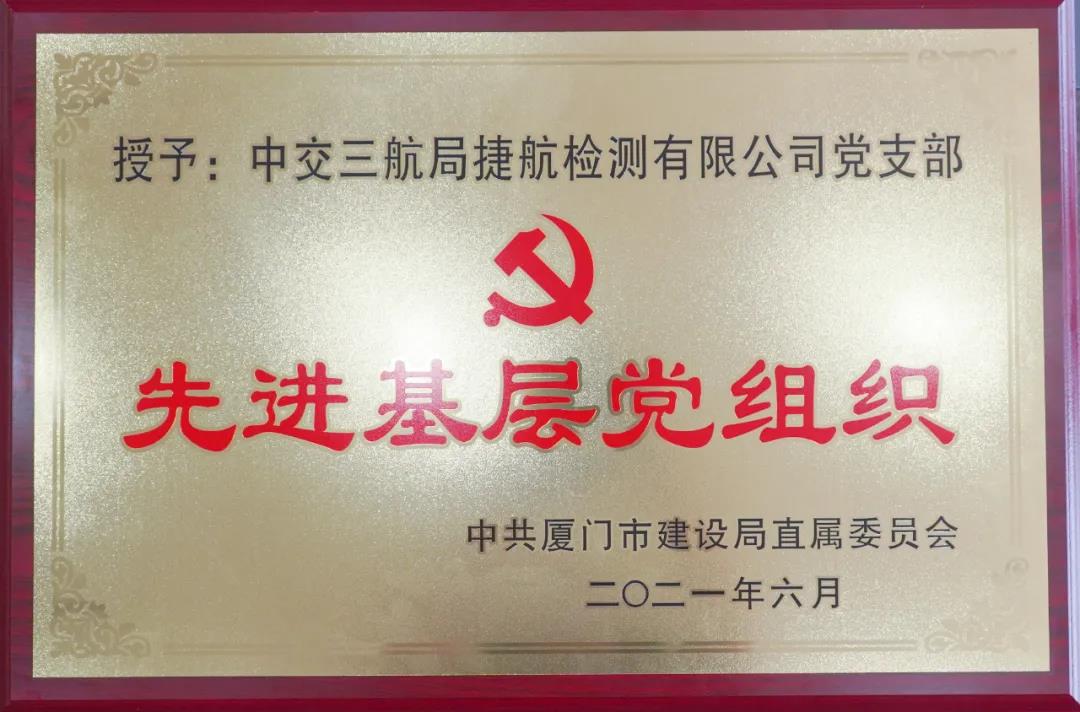 授予：中交三航局捷航检测有限公司党支部
先进基层党组织
中共厦门市建设局直属委员会
二〇二一年六月